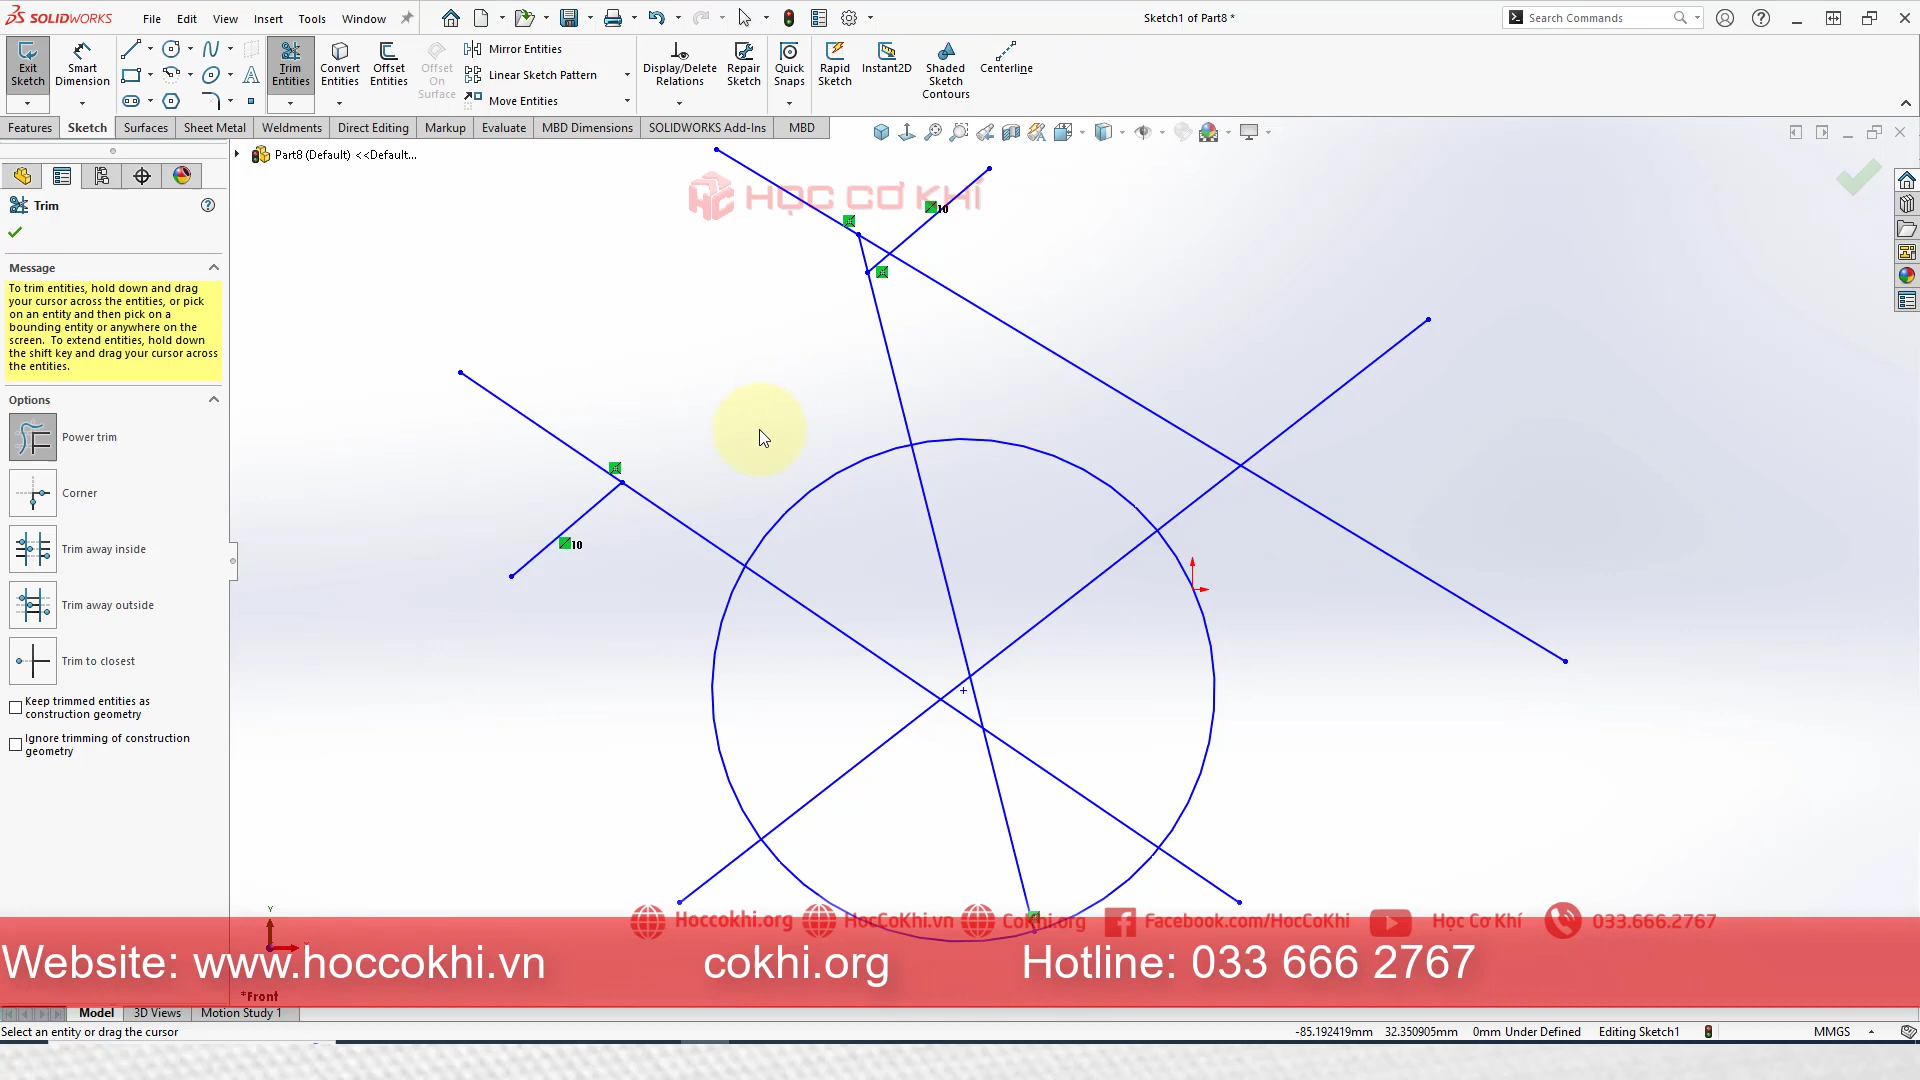 SOLIDWORKS File Edit View Insert Tools Window
Sketch1 of Part8 *
Search Commands
Exit Sketch
Smart Dimension
Trim Entities
Convert Entities
Offset Entities
Offset On Surface
Mirror Entities
Linear Sketch Pattern
Move Entities
Display/Delete Relations
Repair Sketch
Quick Snaps
Rapid Sketch
Instant2D
Shaded Sketch Contours
Centerline
Features Sketch Surfaces Sheet Metal Weldments Direct Editing Markup Evaluate MBD Dimensions SOLIDWORKS Add-Ins MBD
Part8 (Default) <<Default...
HỌC CƠ KHÍ
10
10
Trim
Message
To trim entities, hold down and drag
your cursor across the entities, or pick
on an entity and then pick on a
bounding entity or anywhere on the
screen. To extend entities, hold down
the shift key and drag your cursor across
the entities.
Options
Power trim
Corner
Trim away inside
Trim away outside
Trim to closest
Keep trimmed entities as
construction geometry
Ignore trimming of construction
geometry
Y
Hoccokhi.org HocCoKhi.vn CoKhi.org Facebook.com/HocCoKhi Học Cơ Khí 033.666.2767
Website: www.hoccokhi.vn cokhi.org Hotline: 033 666 2767
*Front
Model 3D Views Motion Study 1
Select an entity or drag the cursor
-85.192419mm 32.350905mm 0mm Under Defined Editing Sketch1 MMGS